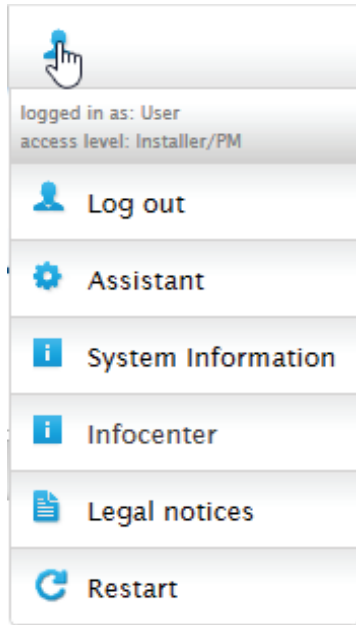 logged in as: User
access level: Installer/PM
Log out
Assistant
System Information
Infocenter
Legal notices
Restart